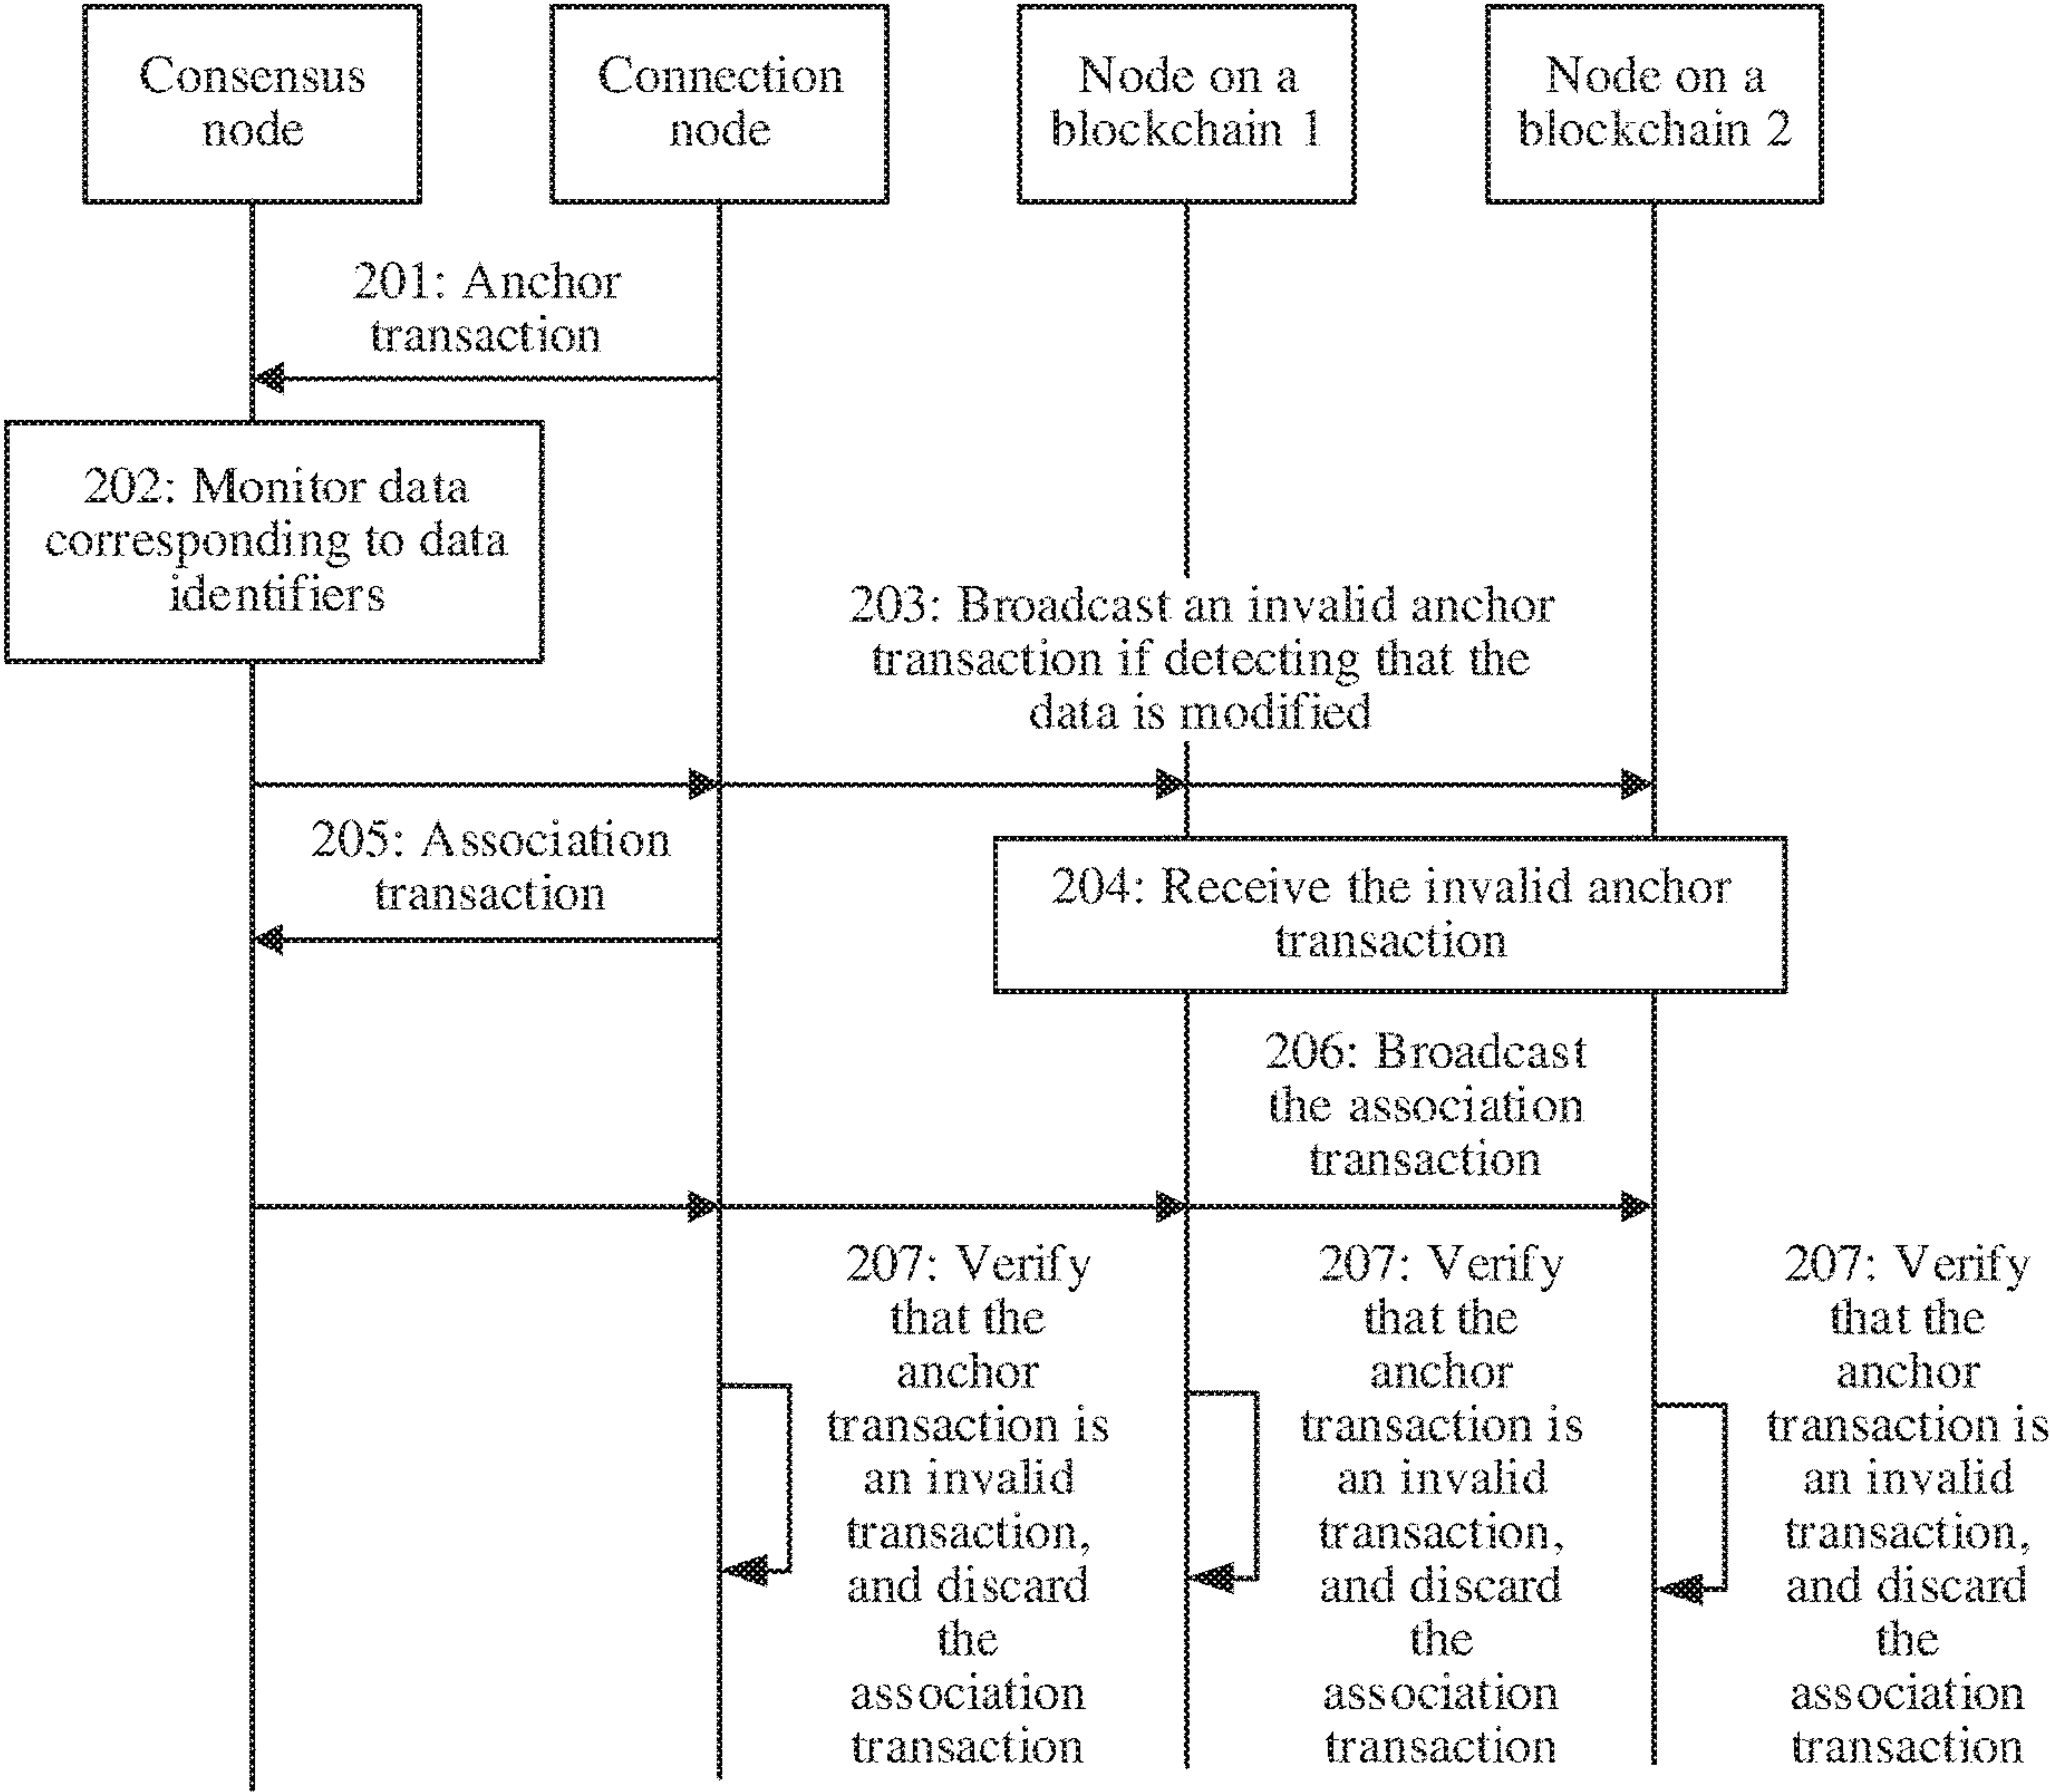 Consensus
node
Connection
node
Node on a
blockchain 1
Node on a
blockchain 2
201: Anchor
transaction
202: Monitor data
corresponding to data
identifiers
203: Broadcast an invalid anchor
transaction if detecting that the
data is modified
205: Association
transaction
204: Receive the invalid anchor
transaction
206: Broadcast
the association
transaction
207: Verify
that the
anchor
transaction is
an invalid
transaction,
and discard
the
association
transaction
207: Verify
that the
anchor
transaction is
an invalid
transaction,
and discard
the
association
transaction
207: Verify
that the
anchor
transaction is
an invalid
transaction,
and discard
the
association
transaction